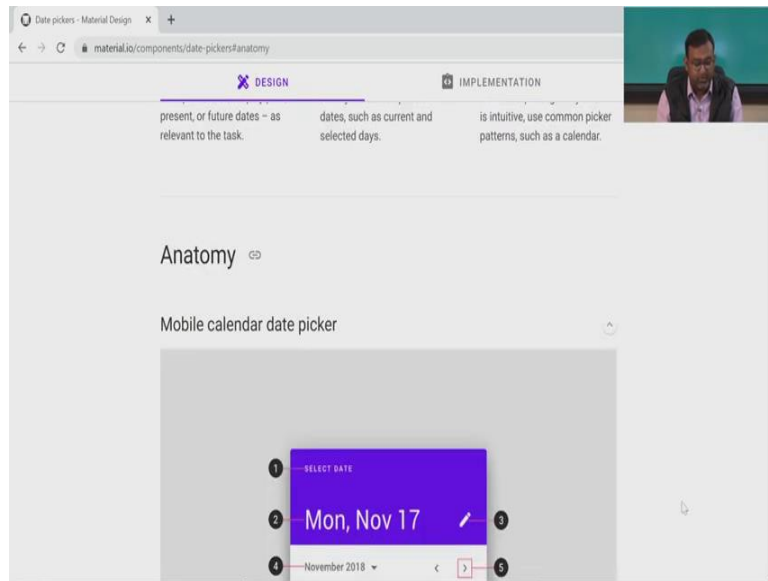 Date pickers - Material Design
material.io/components/date-pickers#anatomy
DESIGN
IMPLEMENTATION
present, or future dates – as
relevant to the task.
dates, such as current and
selected days.
is intuitive, use common picker
patterns, such as a calendar.
Anatomy
Mobile calendar date picker
1 SELECT DATE
2 Mon, Nov 17 3
4 November 2018 5